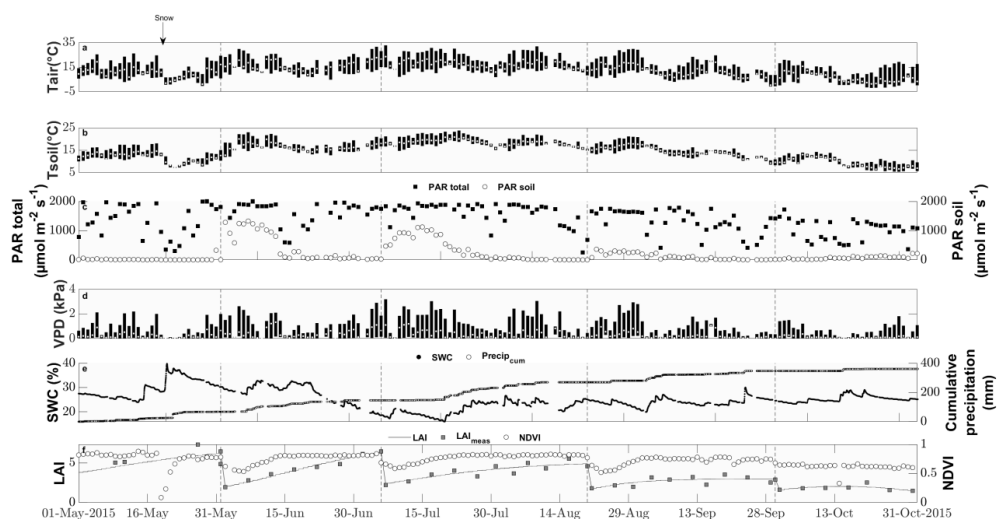 Snow
a
Tair(°C)
35
15
-5
b
Tsoil(°C)
25
15
5
PAR total PAR soil
c
PAR total
(µmol m⁻² s⁻¹)
2000
1000
0
2000
1000
0
PAR soil
(µmol m⁻² s⁻¹)
d
VPD (kPa)
4
2
0
SWC Precip_cum
e
SWC (%)
40
30
20
400
200
0
Cumulative
precipitation
(mm)
LAI LAI_meas NDVI
f
LAI
5
0
1
0.5
0
NDVI
01-May-2015 16-May 31-May 15-Jun 30-Jun 15-Jul 30-Jul 14-Aug 29-Aug 13-Sep 28-Sep 13-Oct 31-Oct-2015